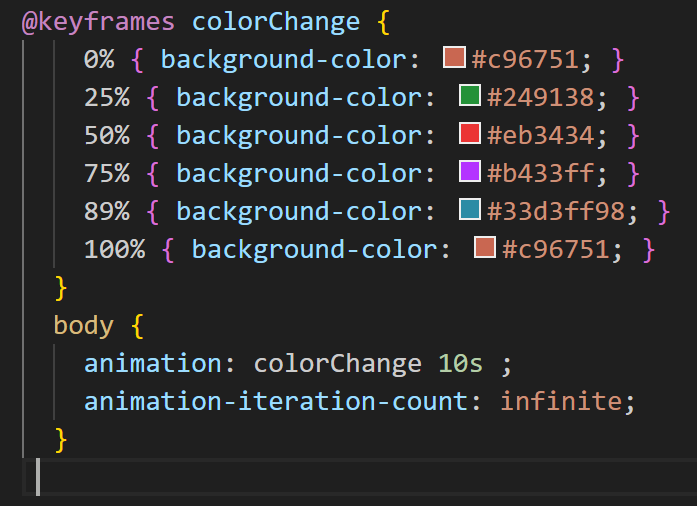 @keyframes colorChange {
0% { background-color: #c96751; }
25% { background-color: #249138; }
50% { background-color: #eb3434; }
75% { background-color: #b433ff; }
89% { background-color: #33d3ff98; }
100% { background-color: #c96751; }
}
body {
animation: colorChange 10s ;
animation-iteration-count: infinite;
}